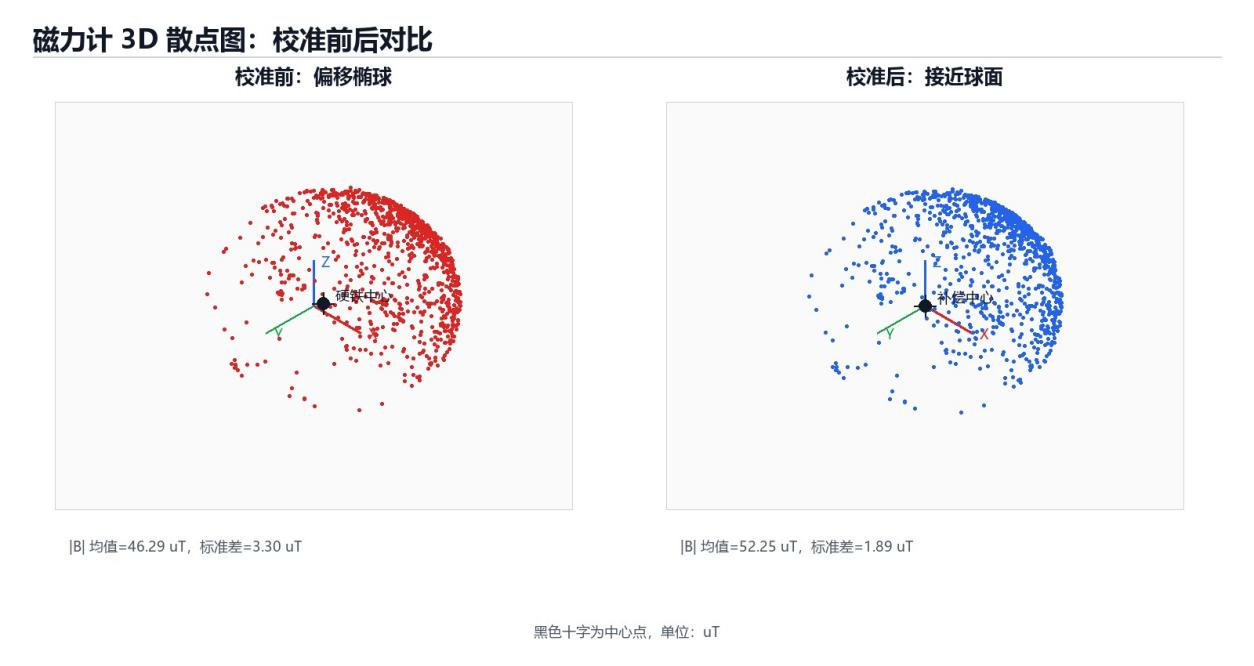 磁力计 3D 散点图：校准前后对比
校准前：偏移椭球
校准后：接近球面
Z
硬铁中心
Y
X
Z
补偿中心
Y
X
|B| 均值=46.29 uT，标准差=3.30 uT
|B| 均值=52.25 uT，标准差=1.89 uT
黑色十字为中心点，单位：uT